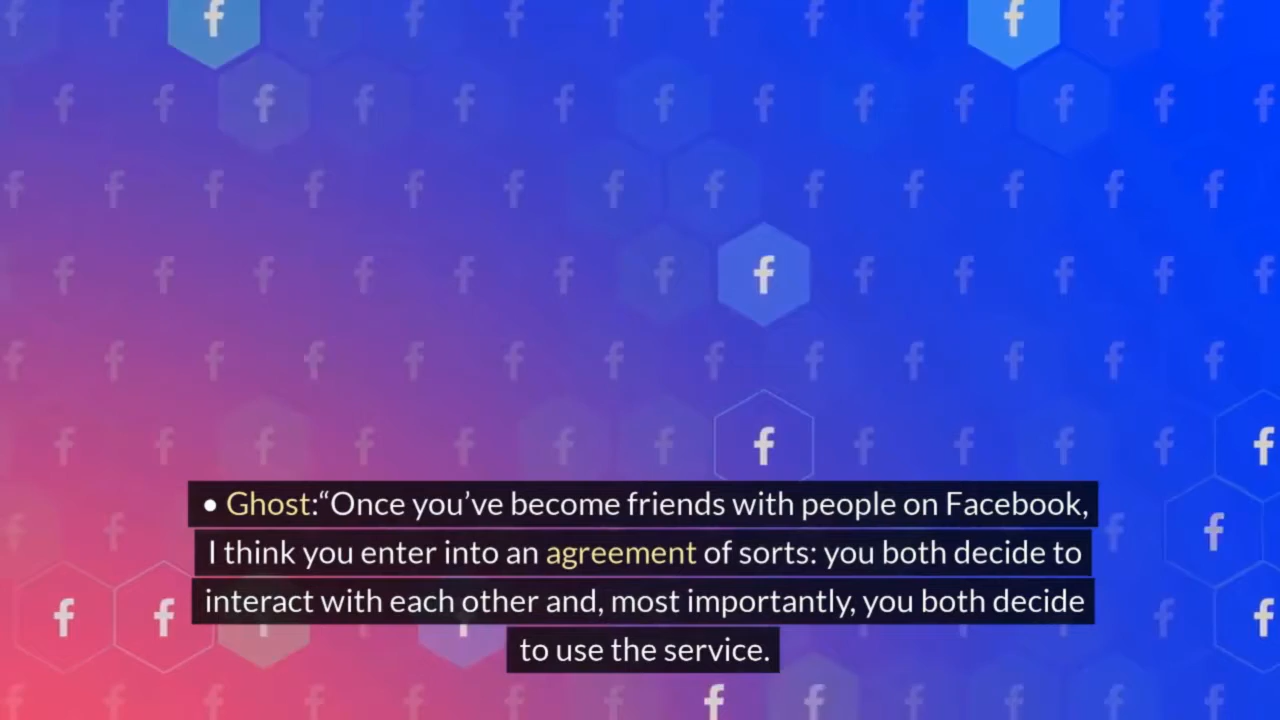 • Ghost:“Once you’ve become friends with people on Facebook,
I think you enter into an agreement of sorts: you both decide to
interact with each other and, most importantly, you both decide
to use the service.